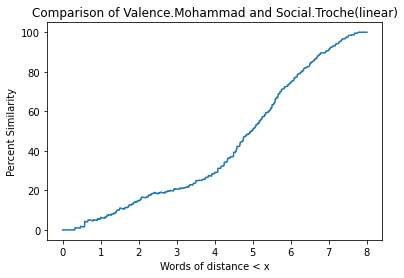 Comparison of Valence.Mohammad and Social.Troche(linear)
100
80
60
40
20
0
Percent Similarity
0 1 2 3 4 5 6 7 8
Words of distance < x